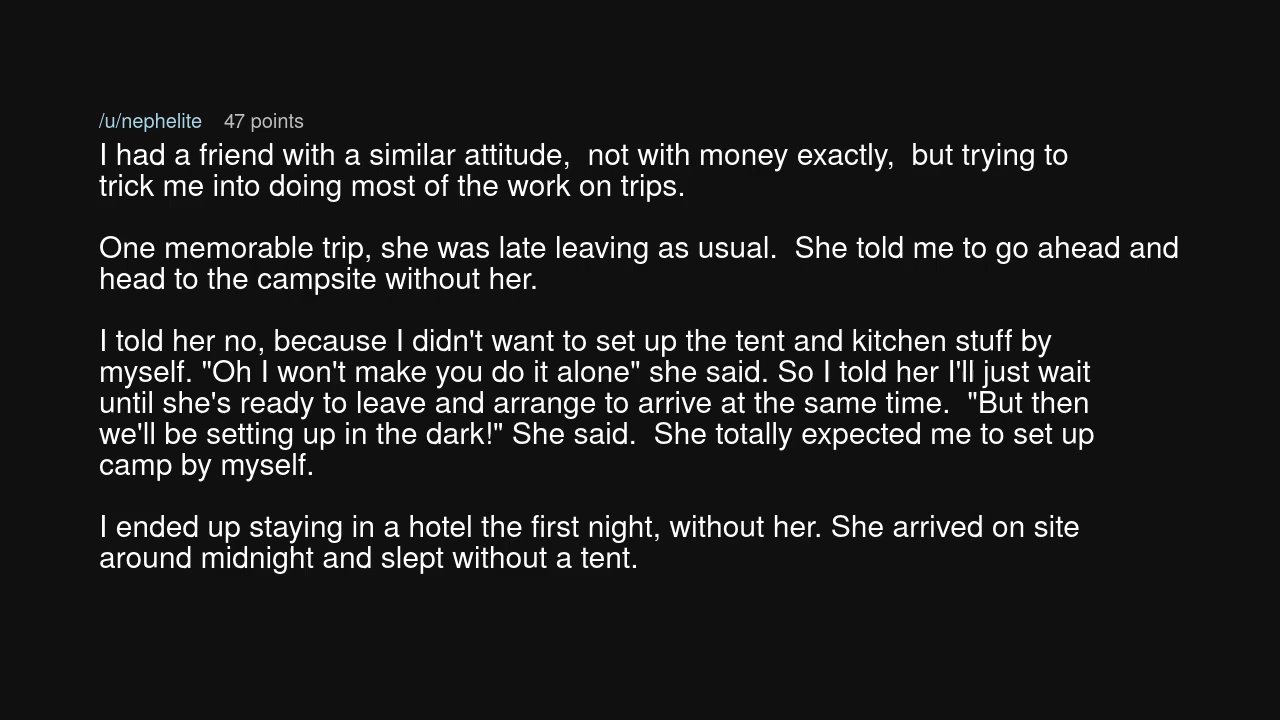 /u/nephelite 47 points
I had a friend with a similar attitude,  not with money exactly,  but trying to
trick me into doing most of the work on trips.
One memorable trip, she was late leaving as usual.  She told me to go ahead and
head to the campsite without her.
I told her no, because I didn't want to set up the tent and kitchen stuff by
myself. "Oh I won't make you do it alone" she said. So I told her I'll just wait
until she's ready to leave and arrange to arrive at the same time.  "But then
we'll be setting up in the dark!" She said.  She totally expected me to set up
camp by myself.
I ended up staying in a hotel the first night, without her. She arrived on site
around midnight and slept without a tent.